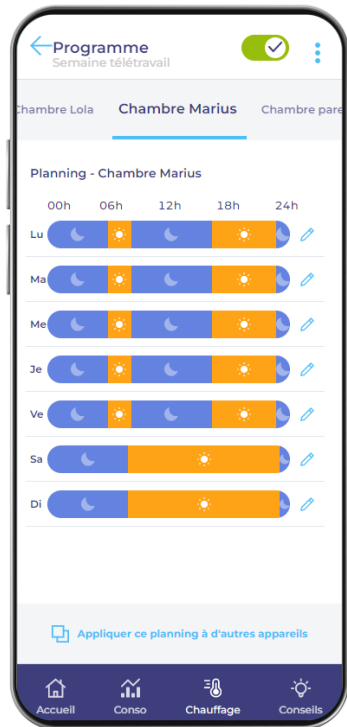 Programme
Semaine télétravail
Chambre Lola Chambre Marius Chambre pare
Planning - Chambre Marius
00h 06h 12h 18h 24h
Lu
Ma
Me
Je
Ve
Sa
Di
Appliquer ce planning à d'autres appareils
Accueil Conso Chauffage Conseils